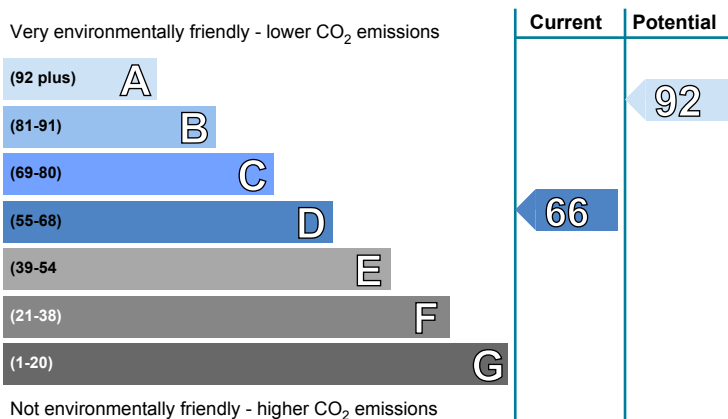 Current Potential
Very environmentally friendly - lower CO2 emissions
(92 plus) A
92
(81-91) B
(69-80) C
(55-68) D
66
(39-54 E
(21-38) F
(1-20) G
Not environmentally friendly - higher CO2 emissions